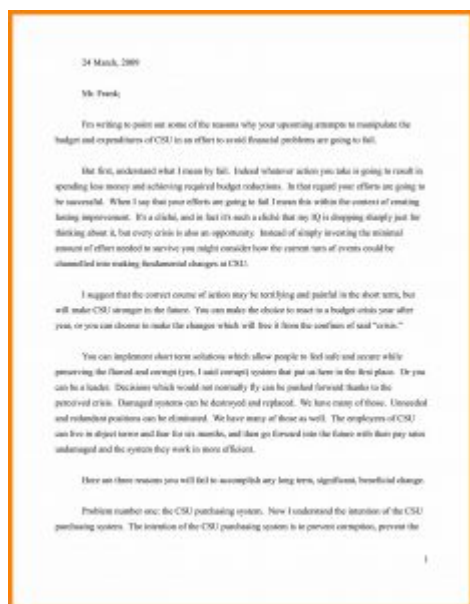 24 March, 2009
Mr. Frank;
I'm writing to point out some of the reasons why your upcoming attempts to manipulate the
budget and expenditures of CSU in an effort to avoid financial problems are going to fail.
But first, understand what I mean by fail. Indeed whatever action you take is going to result in
spending less money and achieving required budget reductions. In that regard your efforts are going to
be successful. When I say that your efforts are going to fail I mean this within the context of creating
lasting improvement. It's a cliché, and in fact it's such a cliché that my IQ is dropping sharply just for
thinking about it, but every crisis is also an opportunity. Instead of simply investing the minimal
amount of effort needed to survive you might consider how the current turn of events could be
channelled into making fundamental changes at CSU.
I suggest that the correct course of action may be terrifying and painful in the short term, but
will make CSU stronger in the future. You can make the choice to react to a budget crisis year after
year, or you can choose to make the changes which will free it from the confines of said "crisis."
You can implement short term solutions which allow people to feel safe and secure while
preserving the flawed and corrupt (yes, I said corrupt) system that put us here in the first place. Or you
can be a leader. Decisions which would not normally fly can be pushed forward thanks to the
perceived crisis. Damaged systems can be destroyed and replaced. We have many of those. Unneeded
and redundant positions can be eliminated. We have many of those as well. The employees of CSU
can live in abject terror and fear for six months, and then go forward into the future with their pay rates
undamaged and the system they work in more efficient.
Here are three reasons you will fail to accomplish any long term, significant, beneficial change.
Problem number one: the CSU purchasing system. Now I understand the intention of the CSU
purchasing system. The intention of the CSU purchasing system is to prevent corruption, prevent the
1